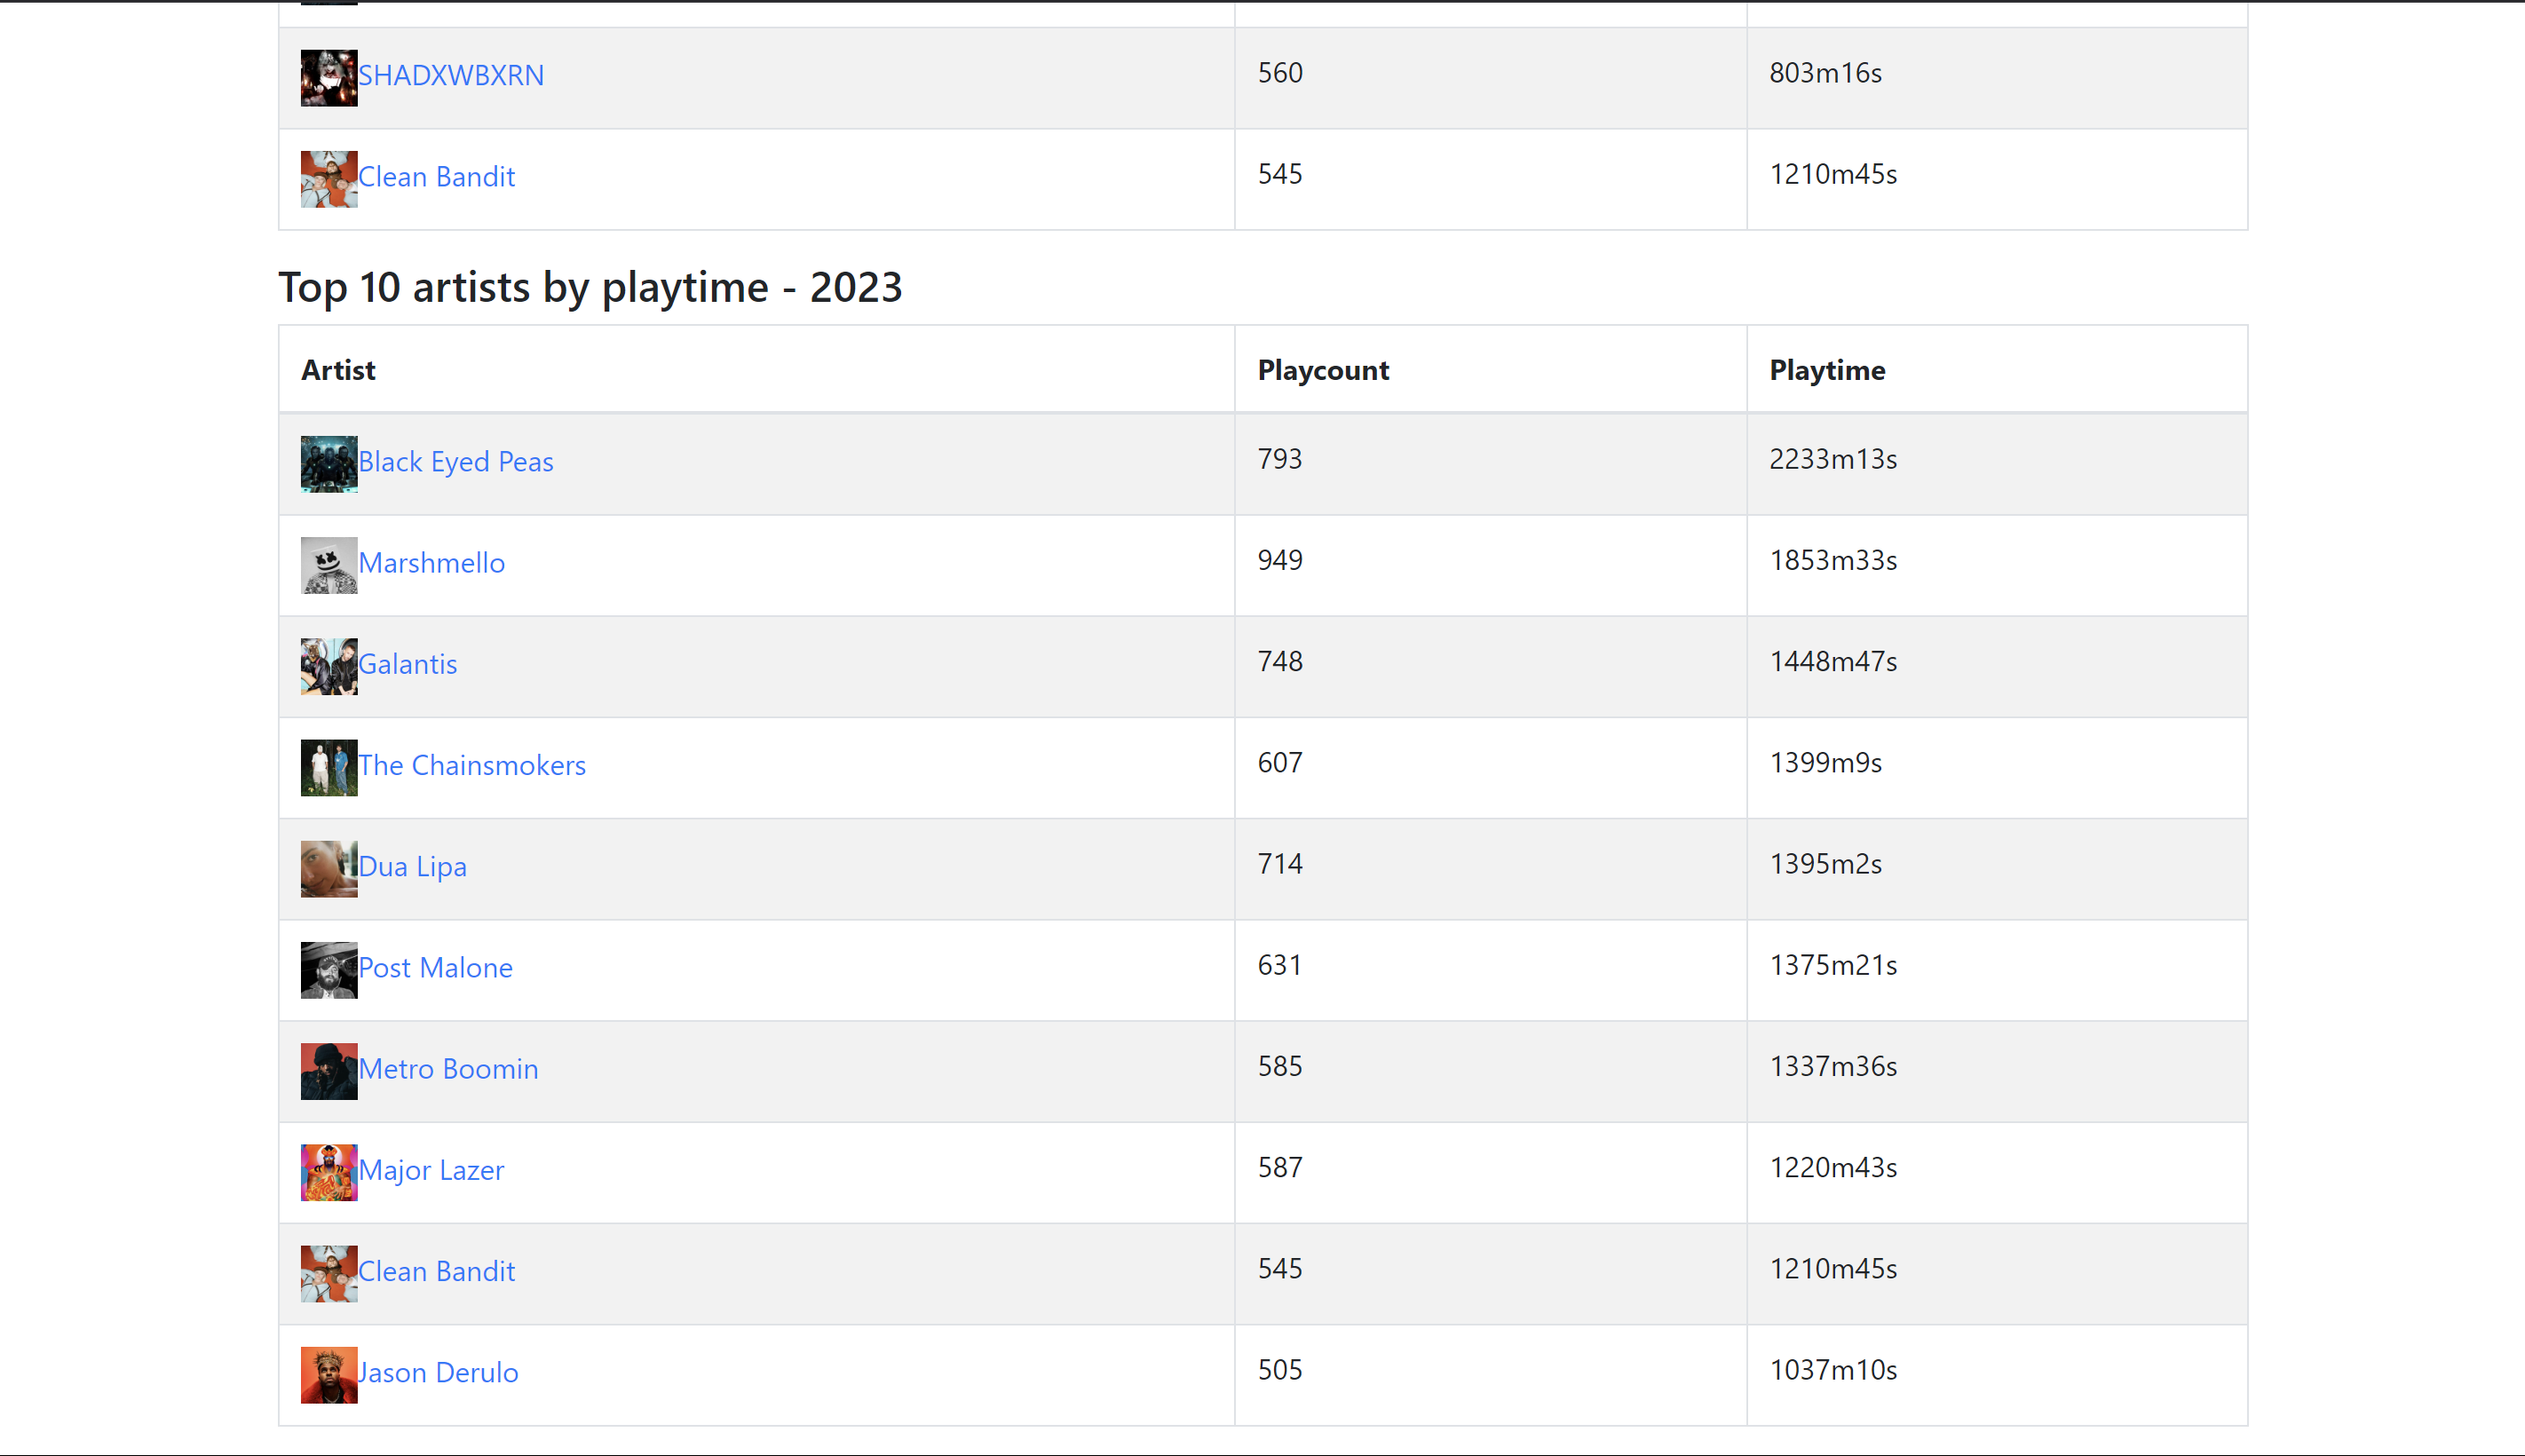 SHADXWBXRN 560 803m16s
Clean Bandit 545 1210m45s
Top 10 artists by playtime - 2023
Artist Playcount Playtime
Black Eyed Peas 793 2233m13s
Marshmello 949 1853m33s
Galantis 748 1448m47s
The Chainsmokers 607 1399m9s
Dua Lipa 714 1395m2s
Post Malone 631 1375m21s
Metro Boomin 585 1337m36s
Major Lazer 587 1220m43s
Clean Bandit 545 1210m45s
Jason Derulo 505 1037m10s